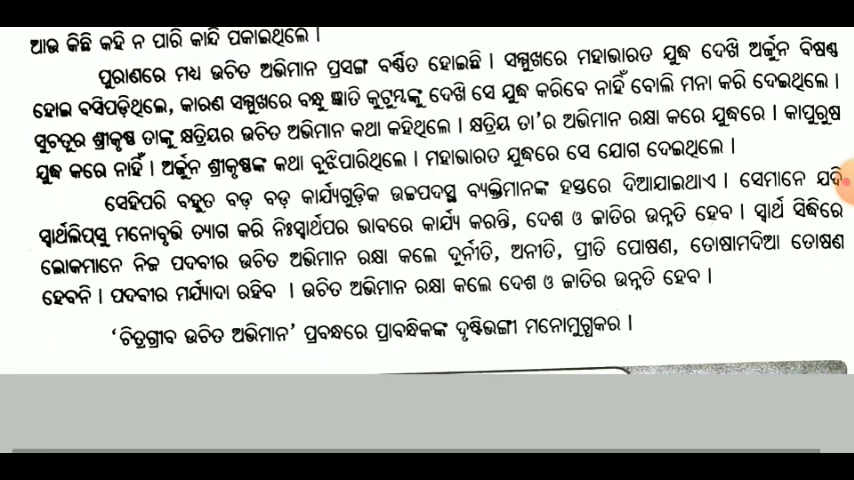 ଆଉ କିଛି କହି ନ ପାରି କାନ୍ଦି ପକାଇଥିଲେ ।
ପୁରାଣରେ ମଧ୍ୟ ଉଚିତ ଅଭିମାନ ପ୍ରସଙ୍ଗ ବର୍ଣ୍ଣିତ ହୋଇଛି । ସମ୍ମୁଖରେ ମହାଭାରତ ଯୁଦ୍ଧ ଦେଖି ଅର୍ଜୁନ ବିଷଣ୍ଣ
ହୋଇ ବସିପଡ଼ିଥିଲେ, କାରଣ ସମ୍ମୁଖରେ ବନ୍ଧୁ ଜ୍ଞାତି କୁଟୁମ୍ବଙ୍କୁ ଦେଖି ସେ ଯୁଦ୍ଧ କରିବେ ନାହିଁ ବୋଲି ମନା କରି ଦେଇଥିଲେ ।
ସୁଚତୁର ଶ୍ରୀକୃଷ୍ଣ ତାଙ୍କୁ କ୍ଷତ୍ରିୟର ଉଚିତ ଅଭିମାନ କଥା କହିଥିଲେ । କ୍ଷତ୍ରିୟ ତା'ର ଅଭିମାନ ରକ୍ଷା କରେ ଯୁଦ୍ଧରେ । କାପୁରୁଷ
ଯୁଦ୍ଧ କରେ ନାହିଁ । ଅର୍ଜୁନ ଶ୍ରୀକୃଷ୍ଣଙ୍କ କଥା ବୁଝିପାରିଥିଲେ । ମହାଭାରତ ଯୁଦ୍ଧରେ ସେ ଯୋଗ ଦେଇଥିଲେ ।
ସେହିପରି ବହୁତ ବଡ଼ ବଡ଼ କାର୍ଯ୍ୟଗୁଡ଼ିକ ଉଚ୍ଚପଦସ୍ଥ ବ୍ୟକ୍ତିମାନଙ୍କ ହସ୍ତରେ ଦିଆଯାଇଥାଏ । ସେମାନେ ଯଦି
ସ୍ୱାର୍ଥଲିପ୍ସୁ ମନୋବୃତ୍ତି ତ୍ୟାଗ କରି ନିଃସ୍ୱାର୍ଥପର ଭାବରେ କାର୍ଯ୍ୟ କରନ୍ତି, ଦେଶ ଓ ଜାତିର ଉନ୍ନତି ହେବ । ସ୍ୱାର୍ଥ ସିଦ୍ଧିରେ
ଲୋକମାନେ ନିଜ ପଦବୀର ଉଚିତ ଅଭିମାନ ରକ୍ଷା କଲେ ଦୁର୍ନୀତି, ଅନୀତି, ପ୍ରୀତି ପୋଷଣ, ତୋଷାମଦିଆ ତୋଷଣ
ହେବନି । ପଦବୀର ମର୍ଯ୍ୟାଦା ରହିବ । ଉଚିତ ଅଭିମାନ ରକ୍ଷା କଲେ ଦେଶ ଓ ଜାତିର ଉନ୍ନତି ହେବ ।
'ଚିତ୍ରଗ୍ରୀବ ଉଚିତ ଅଭିମାନ' ପ୍ରବନ୍ଧରେ ପ୍ରାବନ୍ଧିକଙ୍କ ଦୃଷ୍ଟିଭଙ୍ଗୀ ମନୋମୁଗ୍ଧକର ।